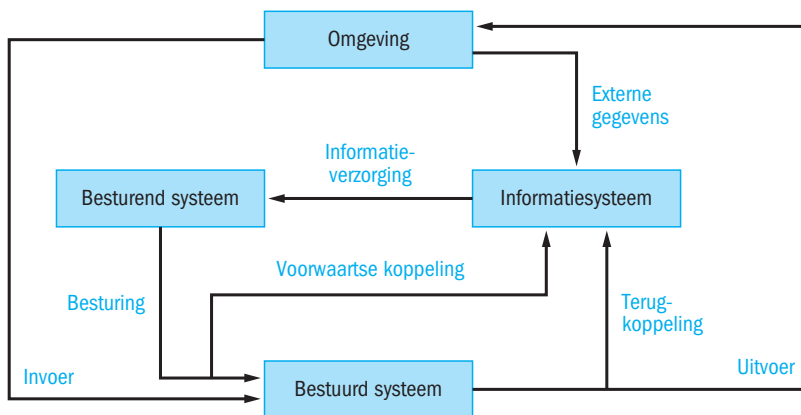 Omgeving
Externe
gegevens
Informatie-
verzorging
Besturend systeem
Informatiesysteem
Voorwaartse koppeling
Besturing
Terug-
koppeling
Invoer
Uitvoer
Bestuurd systeem